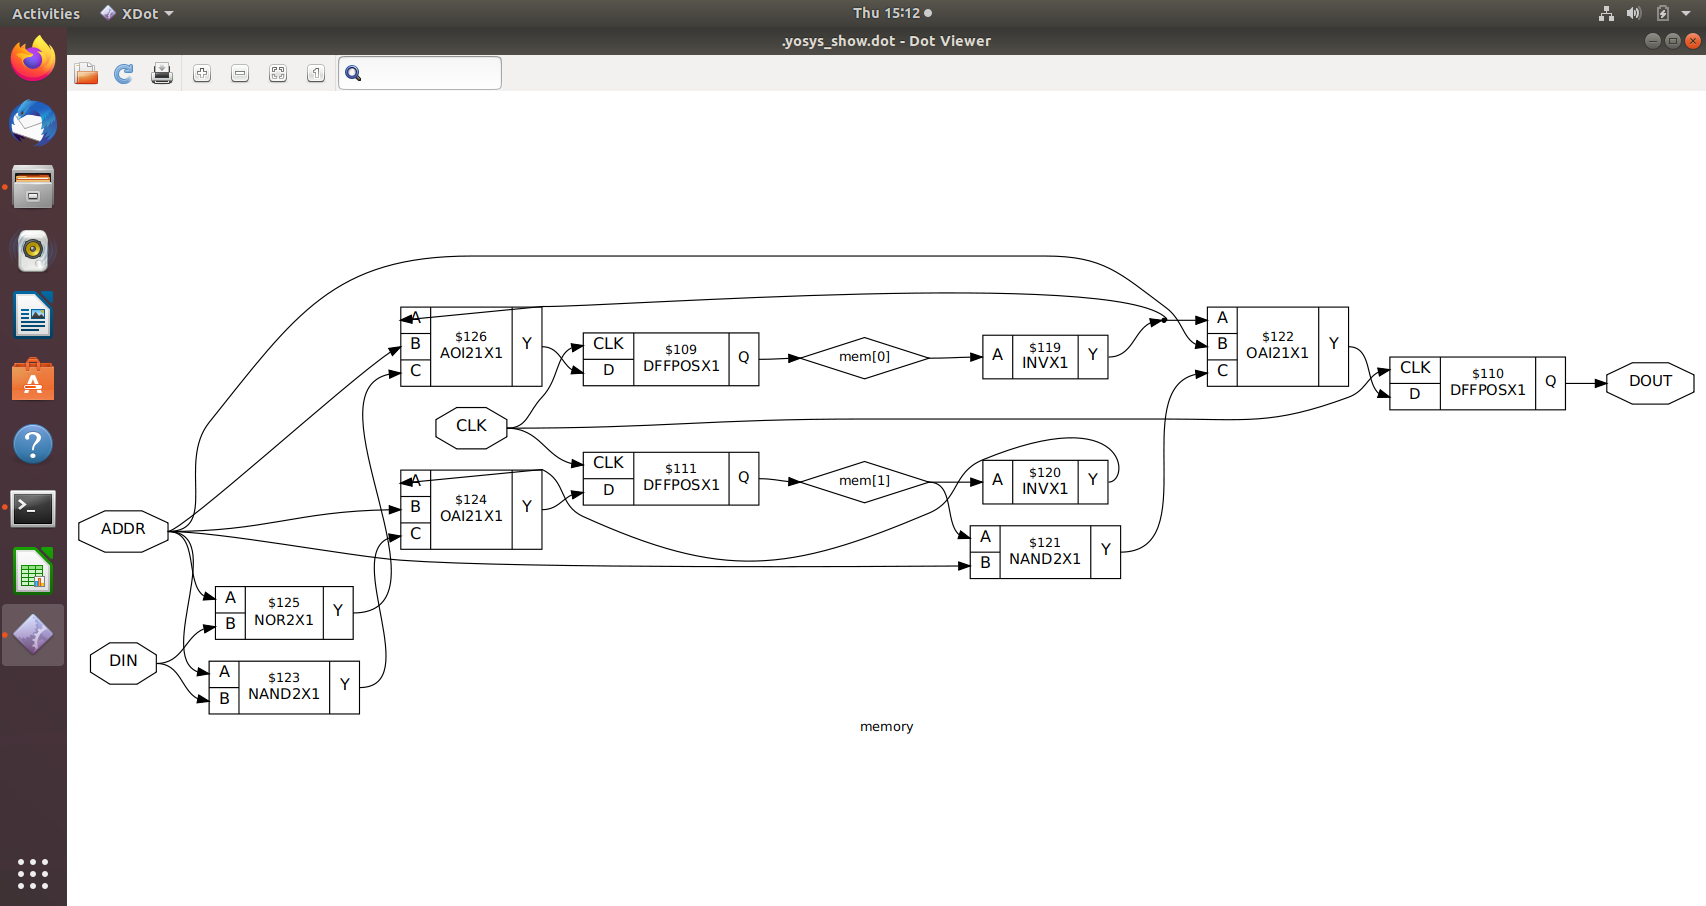 Activities
XDot
Thu 15:12
.yosys_show.dot - Dot Viewer
A
B
C
$126
AOI21X1
Y
CLK
D
$109
DFFPOSX1
Q
mem[0]
A
$119
INVX1
Y
A
B
C
$122
OAI21X1
Y
CLK
D
$110
DFFPOSX1
Q
DOUT
CLK
A
B
C
$124
OAI21X1
Y
CLK
D
$111
DFFPOSX1
Q
mem[1]
A
$120
INVX1
Y
A
B
$121
NAND2X1
Y
ADDR
A
B
$125
NOR2X1
Y
DIN
A
B
$123
NAND2X1
Y
memory